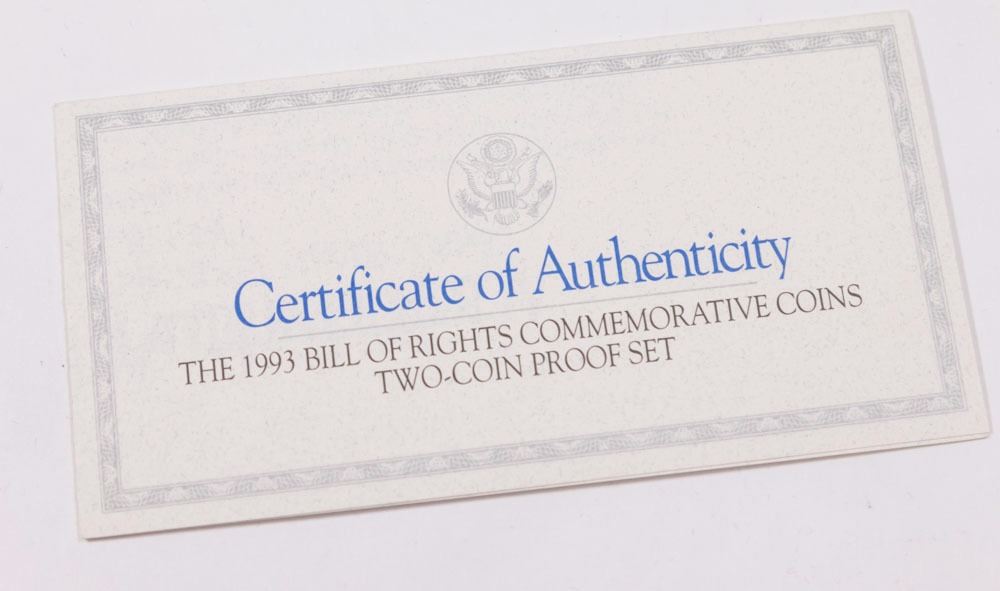 Certificate of Authenticity
THE 1993 BILL OF RIGHTS COMMEMORATIVE COINS
TWO-COIN PROOF SET